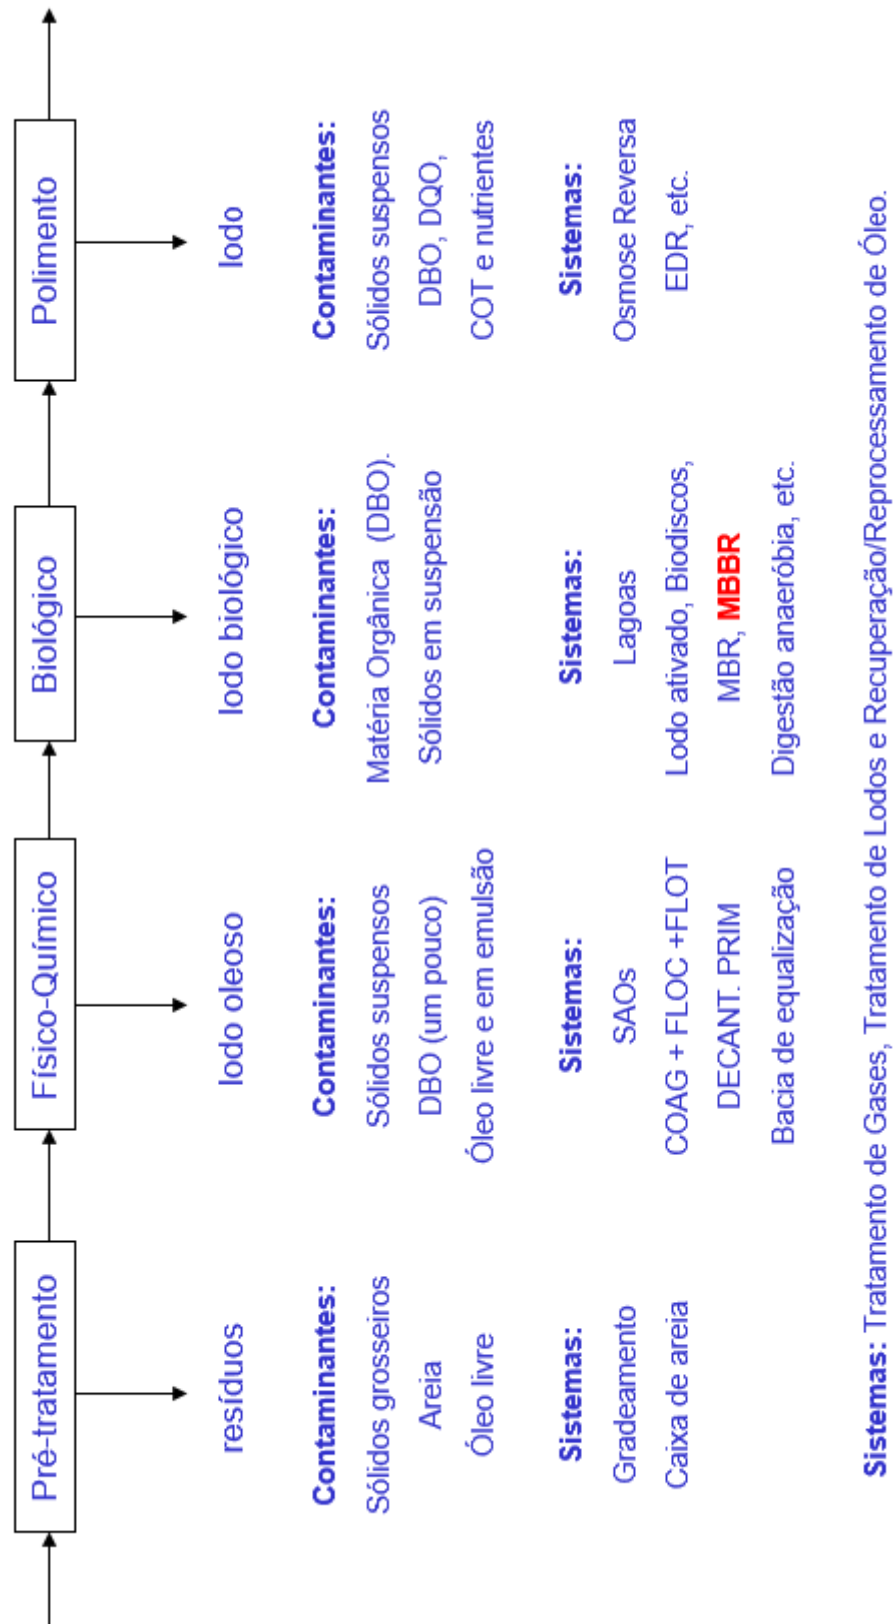 Pré-tratamento
resíduos
Contaminantes:
Sólidos grosseiros
Areia
Óleo livre
Sistemas:
Gradeamento
Caixa de areia
Físico-Químico
lodo oleoso
Contaminantes:
Sólidos suspensos
DBO (um pouco)
Óleo livre e em emulsão
Sistemas:
SAOs
COAG + FLOC +FLOT
DECANT. PRIM
Bacia de equalização
Biológico
lodo biológico
Contaminantes:
Matéria Orgânica (DBO).
Sólidos em suspensão
Sistemas:
Lagoas
Lodo ativado, Biodiscos,
MBR, MBBR
Digestão anaeróbia, etc.
Polimento
lodo
Contaminantes:
Sólidos suspensos
DBO, DQO,
COT e nutrientes
Sistemas:
Osmose Reversa
EDR, etc.
Sistemas: Tratamento de Gases, Tratamento de Lodos e Recuperação/Reprocessamento de Óleo.